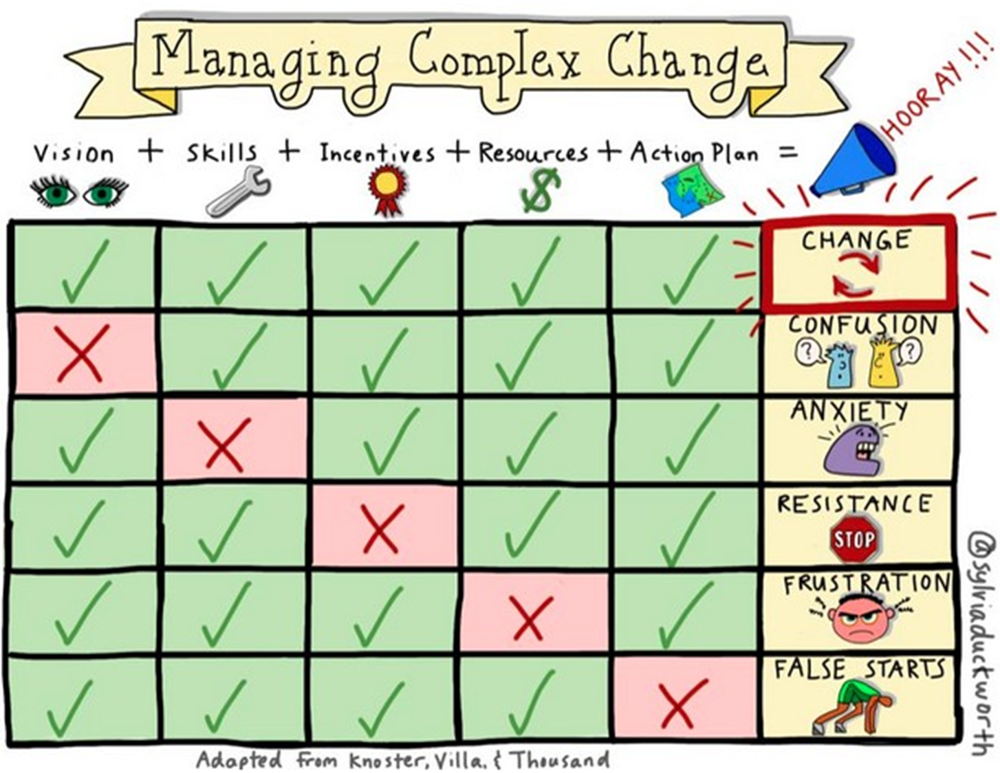 Managing Complex Change
HOORAY!!!
Vision + Skills + Incentives + Resources + Action Plan =
$
CHANGE
CONFUSION
? ?
ANXIETY
RESISTANCE
STOP
FRUSTRATION
FALSE STARTS
@sylviaduckworth
Adapted from Knoster, Villa, & Thousand